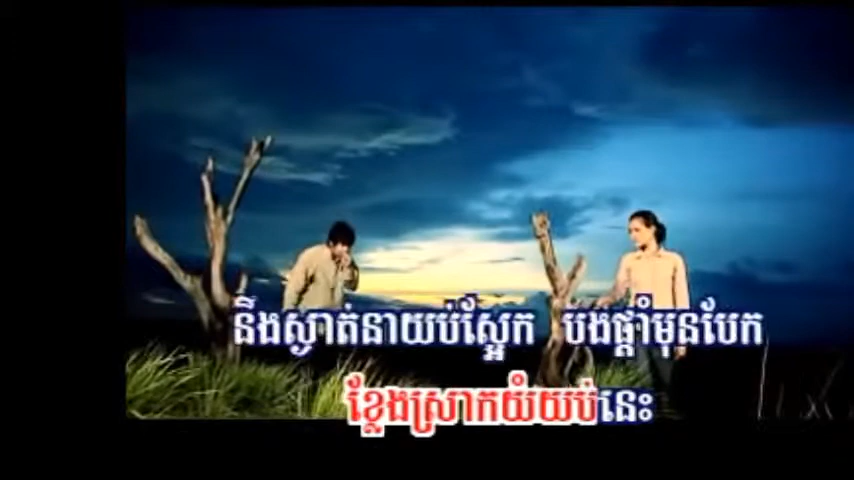 នឹងស្ងាត់នាយប់ស្អែក បងផ្ដាំមុនបែក
ខ្លែងស្រាកយំយប់នេះ